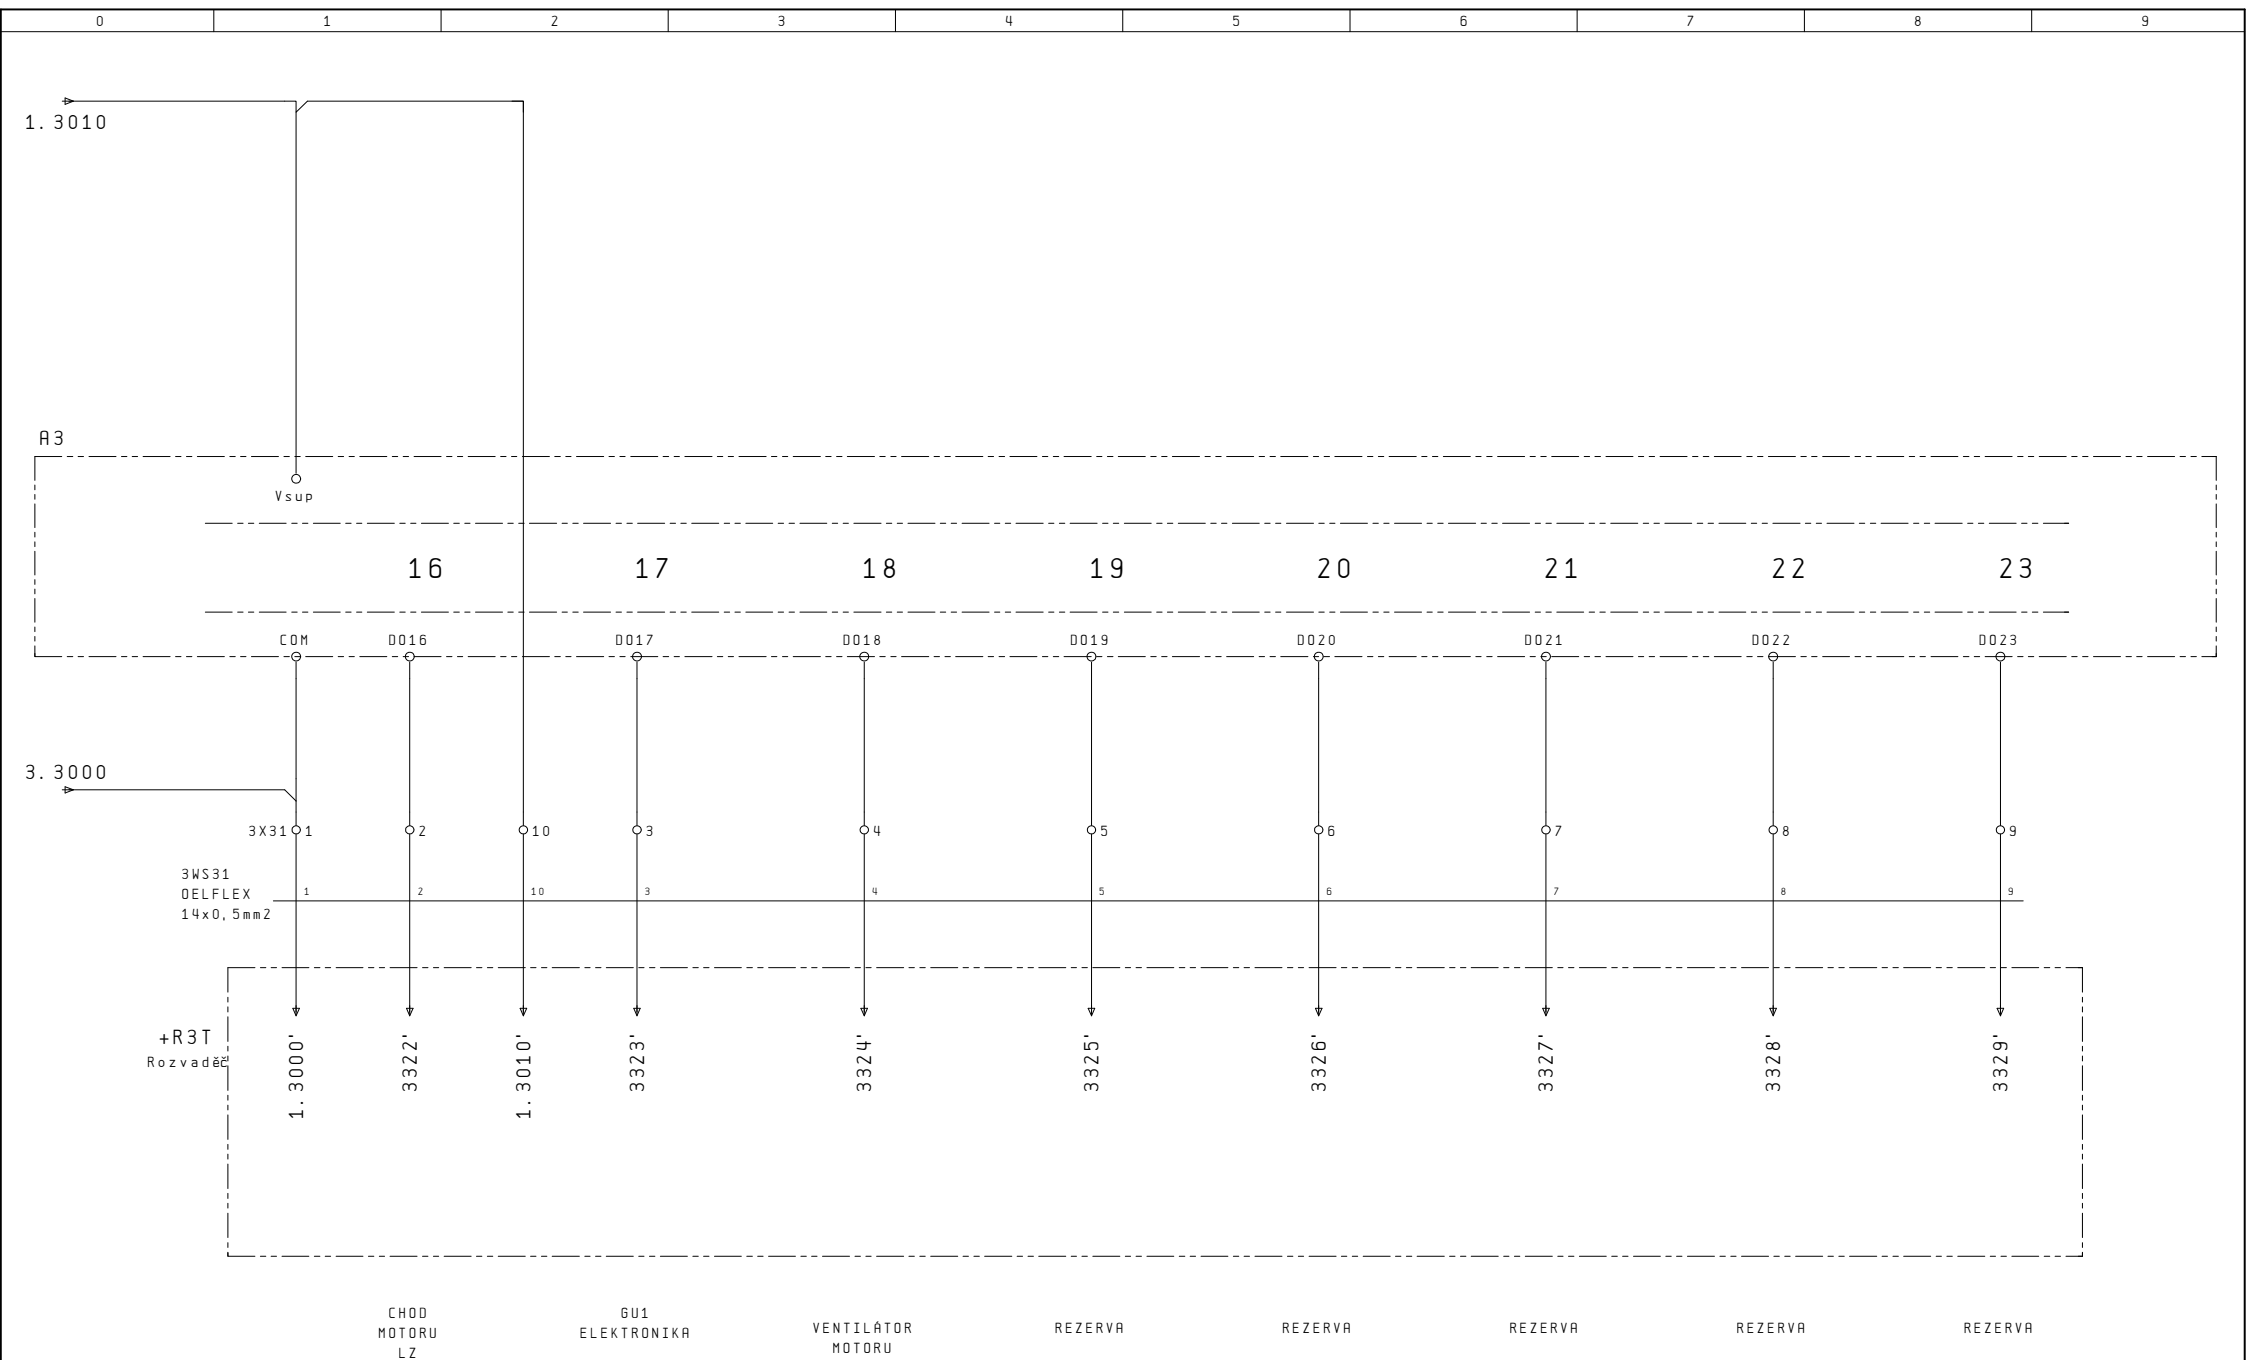 0 1 2 3 4 5 6 7 8 9
1.3010
A3
Vsup
16 17 18 19 20 21 22 23
COM DO16 DO17 DO18 DO19 DO20 DO21 DO22 DO23
3.3000
3X31 1 2 10 3 4 5 6 7 8 9
3WS31
OELFLEX
14x0,5mm2
1 2 10 3 4 5 6 7 8 9
+R3T
Rozvaděč
1.3000'
3322'
1.3010'
3323'
3324'
3325'
3326'
3327'
3328'
3329'
CHOD
MOTORU
LZ
GU1
ELEKTRONIKA
VENTILÁTOR
MOTORU
REZERVA
REZERVA
REZERVA
REZERVA
REZERVA